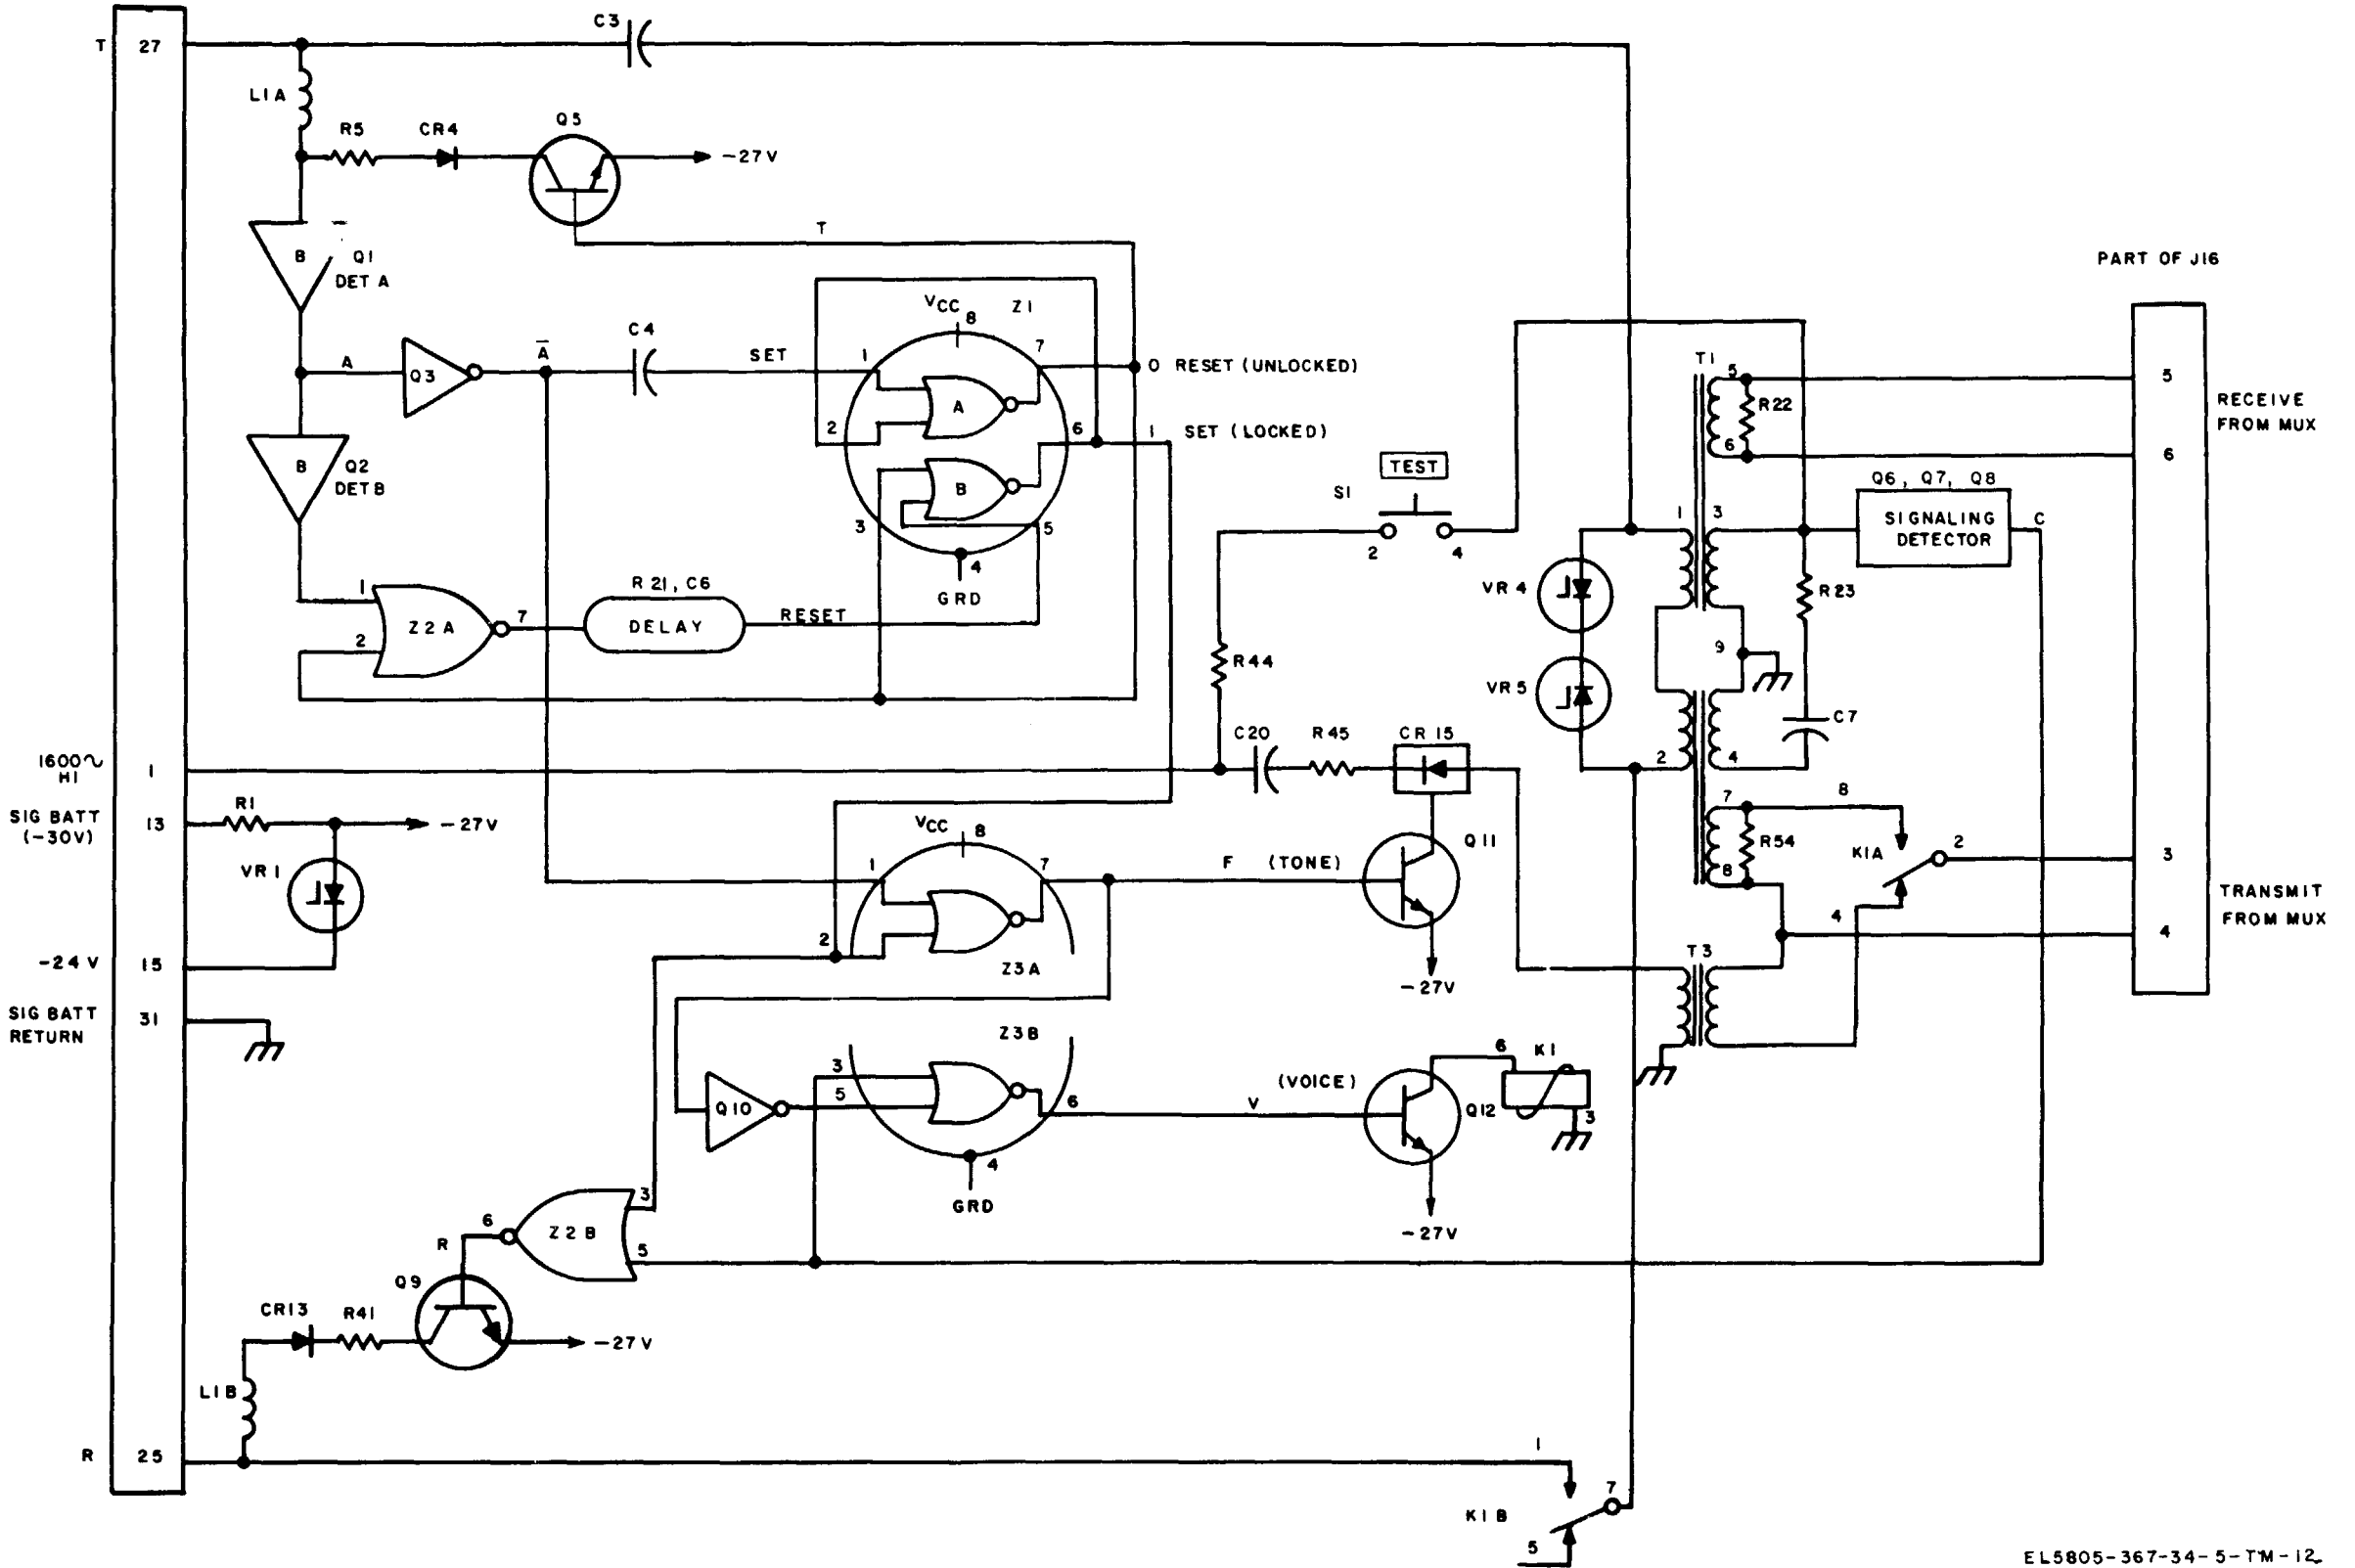 C3
T 27
L1A
R5 CR4 Q5
-27V
T
B Q1
DET A
PART OF J16
VCC 8 Z1
C4
A Q3 A SET 1 7
O RESET (UNLOCKED)
A
2 6 1 SET (LOCKED)
B Q2
DET B
B
3 5
4
GRD
TEST
S1
2 4
T1
5 R22 5
RECEIVE
FROM MUX
6 6
Q6, Q7, Q8
SIGNALING
DETECTOR
C
1 3
VR4
R23
1 Z2A 7
2
R21, C6
DELAY
RESET
R44
9
VR5
C7
2 4
1600~
HI
1
C20 R45 CR15
SIG BATT
(-30V)
13 R1 -27V
VR1
-24V 15
SIG BATT
RETURN
31
VCC 8
1 7
F (TONE)
Q11
-27V
2
Z3A
7 8
R54
8
K1A 2
3
4
TRANSMIT
FROM MUX
4
T3
Z3B
3
5
Q10
6
V (VOICE)
Q12
6 K1
3
-27V
4
GRD
3
6 Z2B
R
5
Q9
CR13 R41
-27V
L1B
R 25
1
7
K1B
5
EL5805-367-34-5-TM-12